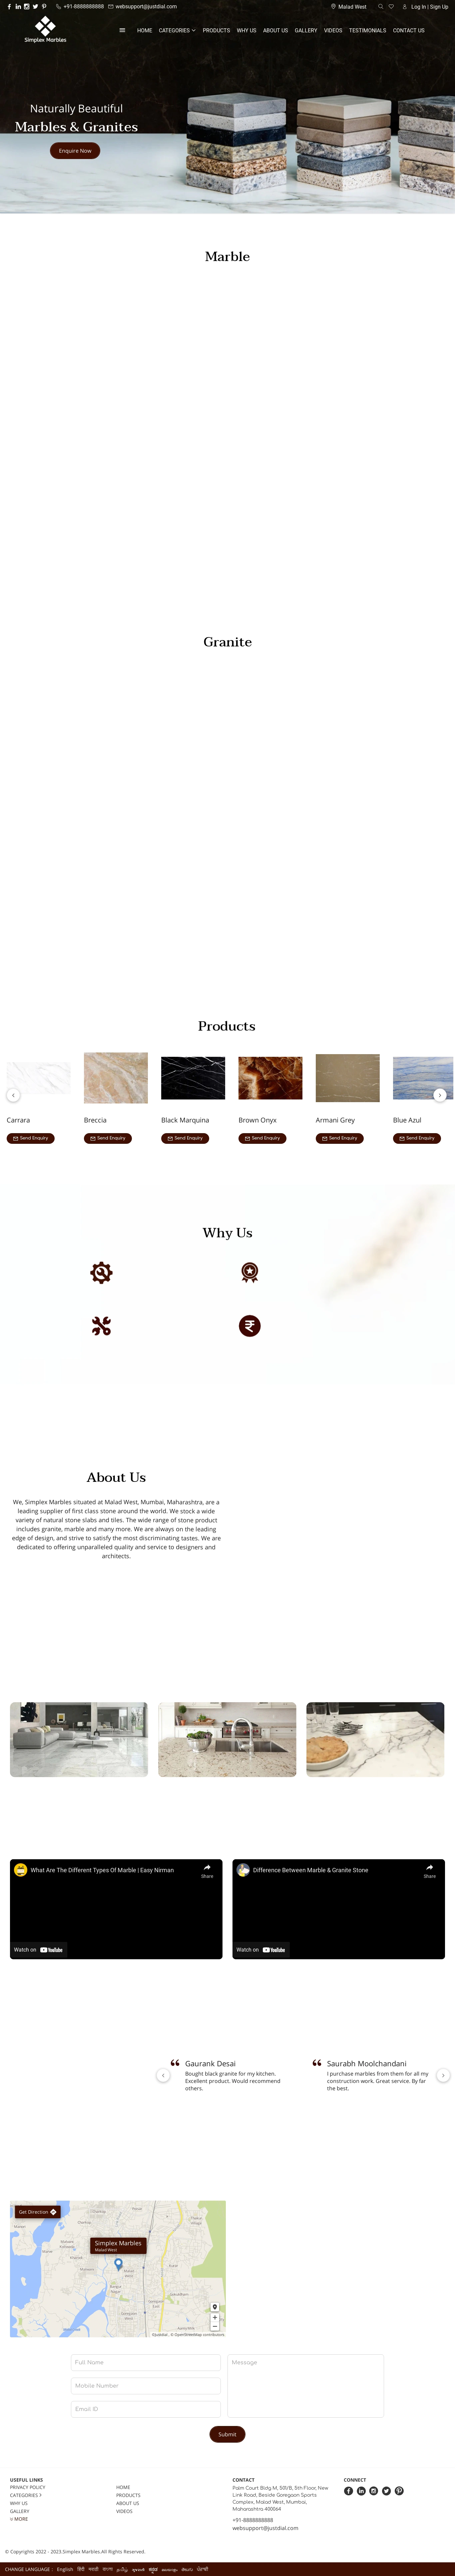 +91-8888888888 websupport@justdial.com
Malad West
Log In | Sign Up
Simplex Marbles
HOME CATEGORIES PRODUCTS WHY US ABOUT US GALLERY VIDEOS TESTIMONIALS CONTACT US
Naturally Beautiful
Marbles & Granites
Enquire Now
Marble
Granite
Products
Carrara
Breccia
Black Marquina
Brown Onyx
Armani Grey
Blue Azul
Send Enquiry
Send Enquiry
Send Enquiry
Send Enquiry
Send Enquiry
Send Enquiry
Why Us
About Us
We, Simplex Marbles situated at Malad West, Mumbai, Maharashtra, are a
leading supplier of first class stone around the world. We stock a wide
variety of natural stone slabs and tiles. The wide range of stone product
includes granite, marble and many more. We are always on the leading
edge of design, and strive to satisfy the most discriminating tastes. We are
dedicated to offering unparalleled quality and service to designers and
architects.
What Are The Different Types Of Marble | Easy Nirman
Share
Watch on YouTube
Difference Between Marble & Granite Stone
Share
Watch on YouTube
Gaurank Desai
Bought black granite for my kitchen.
Excellent product. Would recommend
others.
Saurabh Moolchandani
I purchase marbles from them for all my
construction work. Great service. By far
the best.
Get Direction
Simplex Marbles
Malad West
©justdial, © OpenStreetMap contributors
Full Name
Mobile Number
Email ID
Message
Submit
USEFUL LINKS
PRIVACY POLICY
CATEGORIES
WHY US
GALLERY
MORE
HOME
PRODUCTS
ABOUT US
VIDEOS
CONTACT
Palm Court Bldg M, 501/B, 5th Floor, New
Link Road, Beside Goregaon Sports
Complex, Malad West, Mumbai,
Maharashtra 400064
+91-8888888888
websupport@justdial.com
CONNECT
© Copyrights 2022 - 2023 Simplex Marbles All Rights Reserved.
CHANGE LANGUAGE : English हिंदी मराठी বাংলা தமிழ் ગુજરાતી ಕನ್ನಡ മലയാളം తెలుగు ਪੰਜਾਬੀ